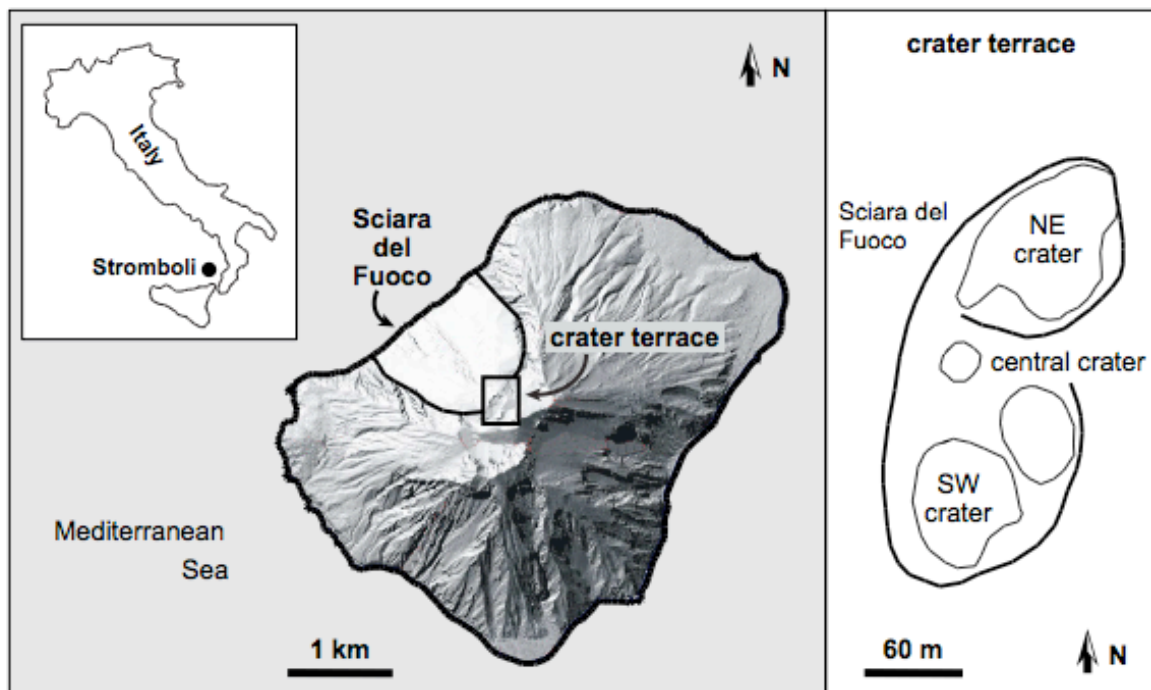 Italy
Stromboli
N
Sciara
del
Fuoco
crater terrace
Mediterranean
Sea
1 km
crater terrace
Sciara del
Fuoco
NE
crater
central crater
SW
crater
60 m
N